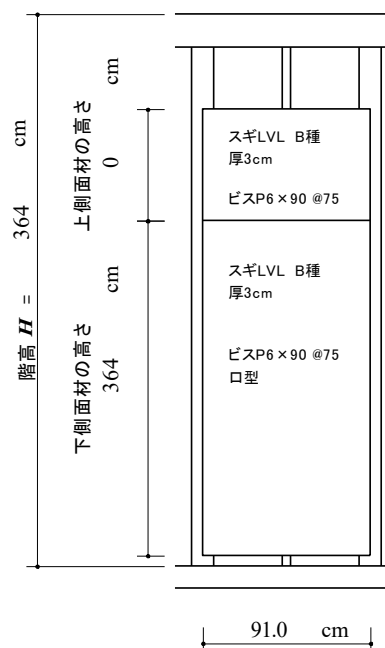 階高 H = 364 cm
上側面材の高さ 0 cm
下側面材の高さ 364 cm
スギLVL B種
厚3cm
ビスP6×90 @75
スギLVL B種
厚3cm
ビスP6×90 @75
ロ型
91.0 cm